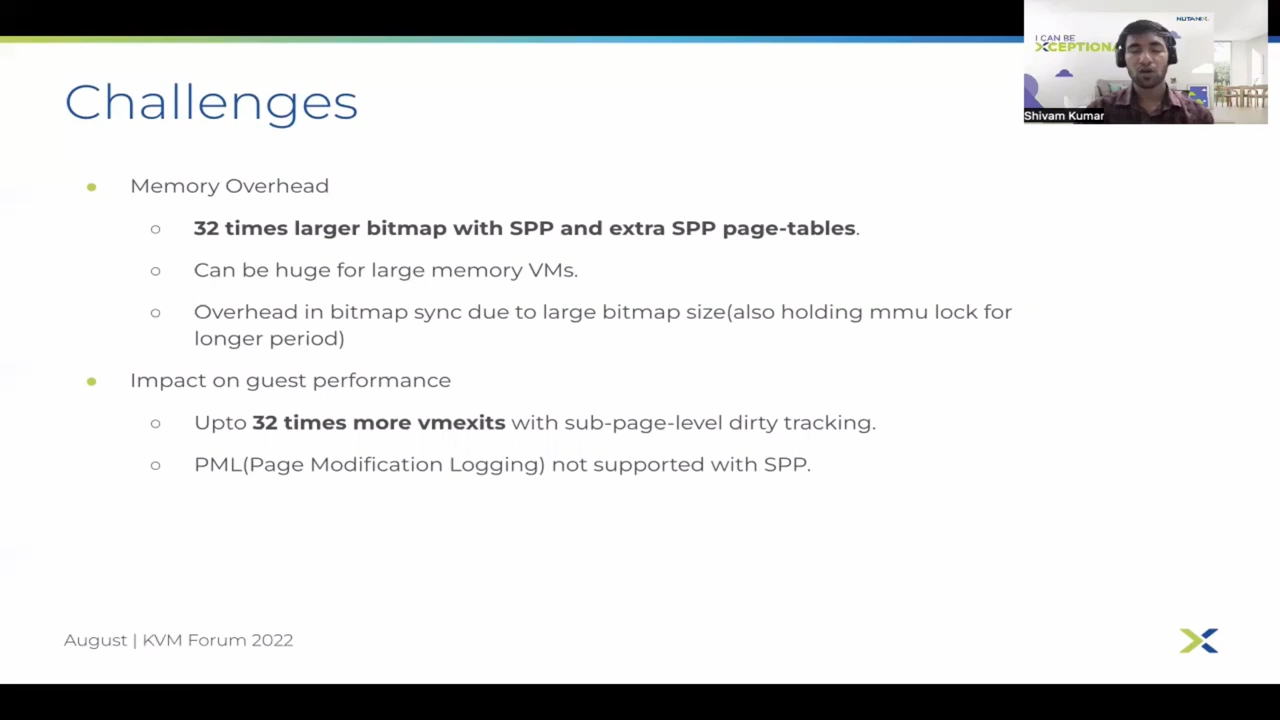 NUTANIX
I CAN BE
XCEPTIONA
Shivam Kumar
Challenges
Memory Overhead
32 times larger bitmap with SPP and extra SPP page-tables.
Can be huge for large memory VMs.
Overhead in bitmap sync due to large bitmap size(also holding mmu lock for
longer period)
Impact on guest performance
Upto 32 times more vmexits with sub-page-level dirty tracking.
PML(Page Modification Logging) not supported with SPP.
August | KVM Forum 2022